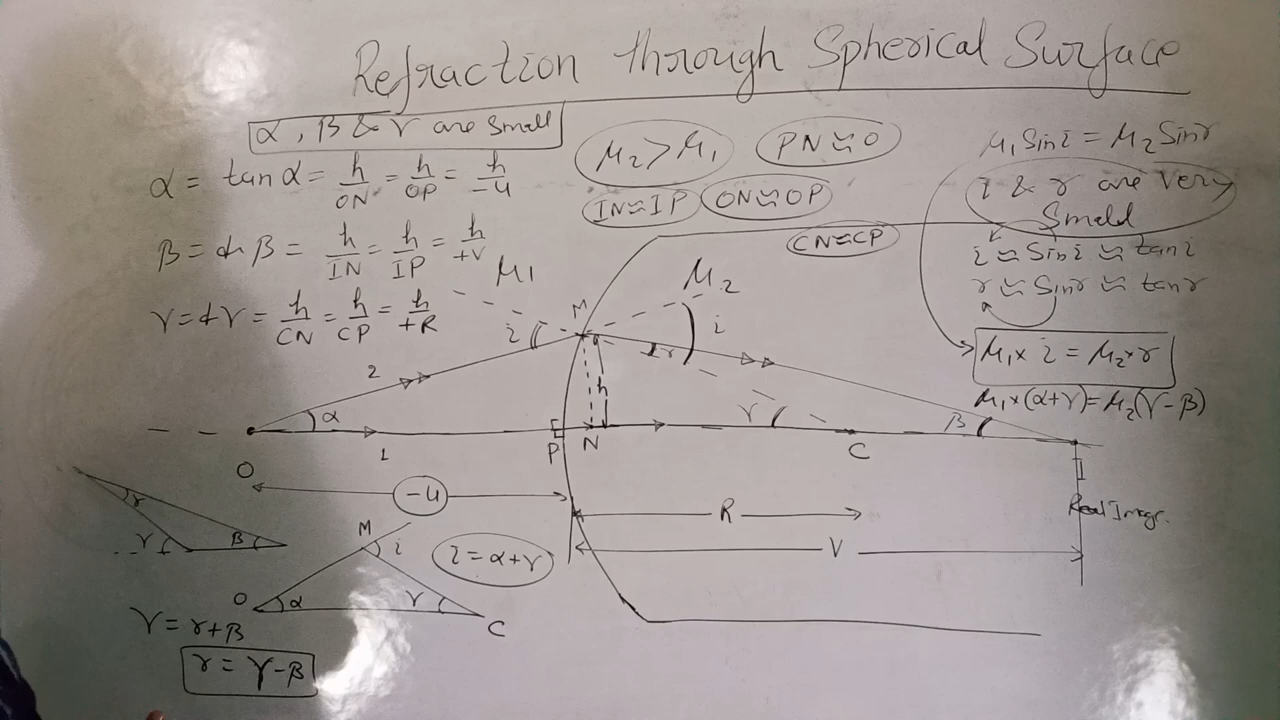 Refraction through Spherical Surface
α, β & γ are small
μ₂ > μ₁
PN ≈ 0
IN ≈ IP
ON ≈ OP
CN ≈ CP
α = tan α = h/ON = h/OP = h/-u
β = β = h/IN = h/IP = h/+v
γ = γ = h/CN = h/CP = h/+R
μ₁ Sin i = μ₂ Sin r
i & r are very
Small
i ≈ Sin i ≈ tan i
r ≈ Sin r ≈ tan r
μ₁ × i = μ₂ × r
μ₁ × (α+γ) = μ₂ (γ-β)
μ₁
μ₂
M
i
i
r
2
h
α
γ
β
1
O
P
N
C
-u
R
V
Real Image.
r
γ
β
M
i
O
α
γ
C
i = α+γ
γ = r+β
r = γ-β